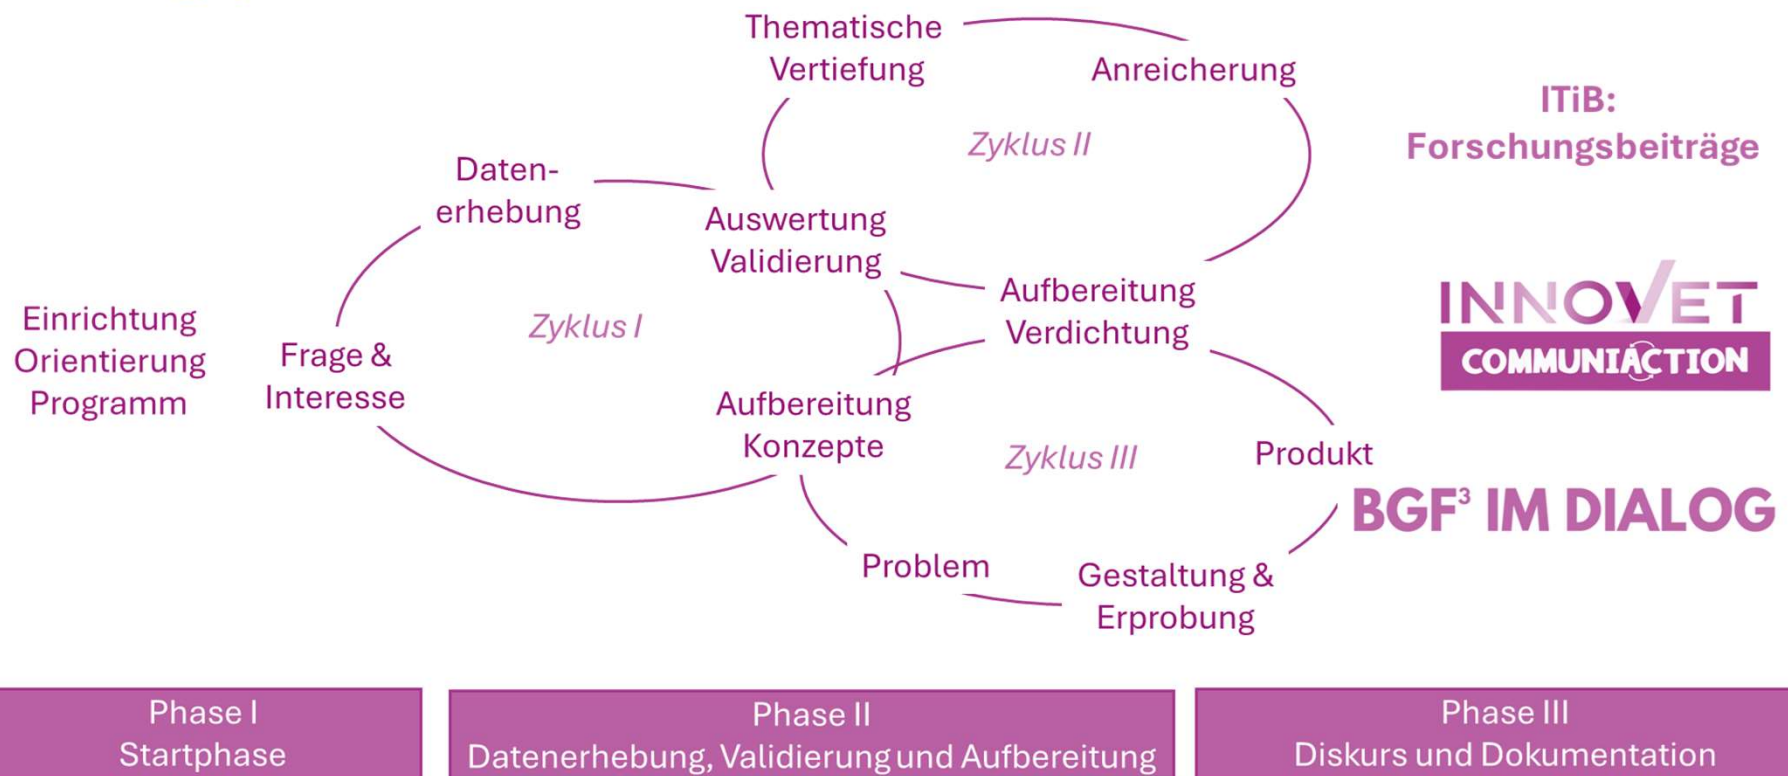 Thematische
Vertiefung
Anreicherung
Zyklus II
ITiB:
Forschungsbeiträge
Daten-
erhebung
Auswertung
Validierung
Einrichtung
Orientierung
Programm
Frage &
Interesse
Zyklus I
Aufbereitung
Verdichtung
INNOVET
COMMUNIACTION
Aufbereitung
Konzepte
Zyklus III
Produkt
BGF³ IM DIALOG
Problem
Gestaltung &
Erprobung
Phase I
Startphase
Phase II
Datenerhebung, Validierung und Aufbereitung
Phase III
Diskurs und Dokumentation